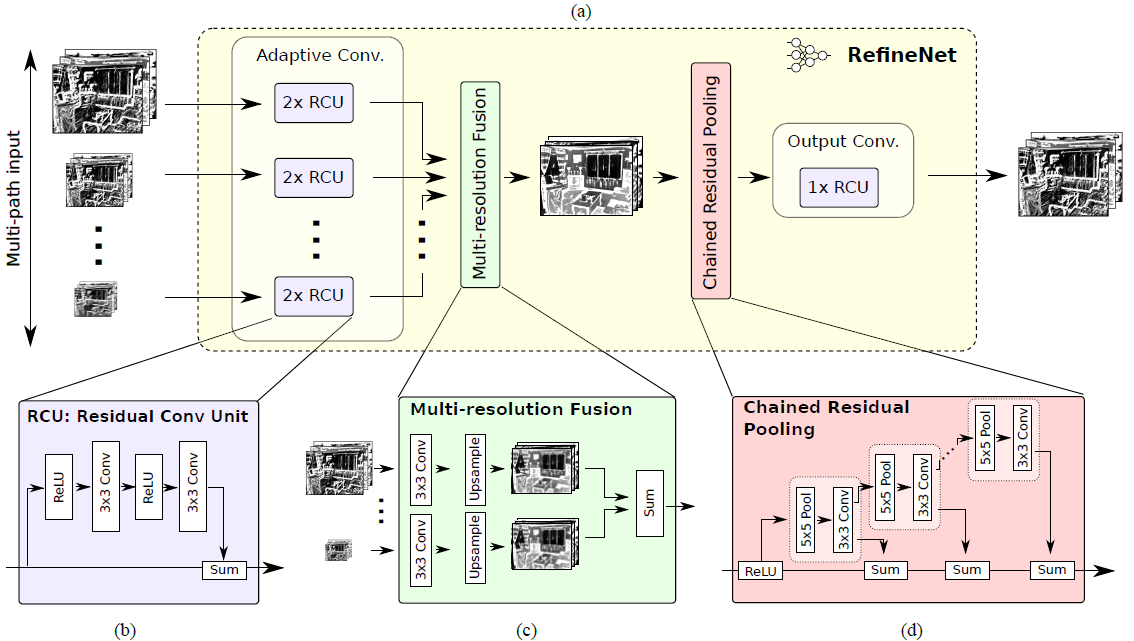 (a)
Multi-path input
Adaptive Conv.
2x RCU
2x RCU
2x RCU
Multi-resolution Fusion
Chained Residual Pooling
RefineNet
Output Conv.
1x RCU
RCU: Residual Conv Unit
ReLU
3x3 Conv
ReLU
3x3 Conv
Sum
(b)
Multi-resolution Fusion
3x3 Conv
Upsample
3x3 Conv
Upsample
Sum
(c)
Chained Residual
Pooling
ReLU
5x5 Pool
3x3 Conv
5x5 Pool
3x3 Conv
5x5 Pool
3x3 Conv
Sum
Sum
Sum
(d)